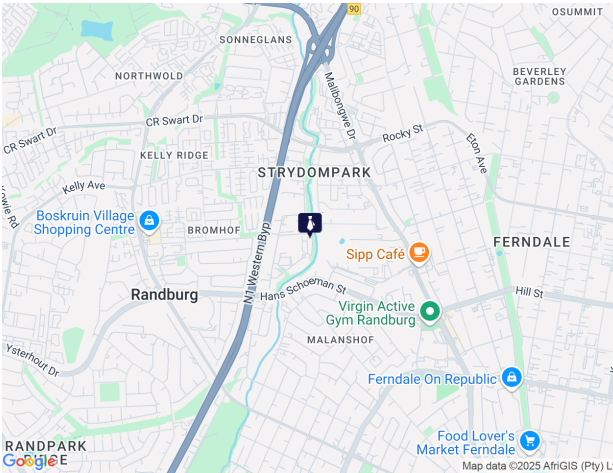 90
OSUMMIT
SONNEGLANS
NORTHWOLD
BEVERLEY
GARDENS
Malibongwe Dr
CR Swart Dr
CR Swart Dr
Rocky St
Eton Ave
KELLY RIDGE
STRYDOMPARK
Kelly Ave
Kowie Rd
Boskruin Village
Shopping Centre
BROMHOF
N1 Western Byp
Sipp Café
FERNDALE
Randburg
Hans Schoeman St
Hill St
Virgin Active
Gym Randburg
MALANSHOF
Ysterhout Dr
Ferndale On Republic
Food Lover's
Market Ferndale
RANDPARK
RIDGE
Google
Map data ©2025 AfriGIS (Pty) L